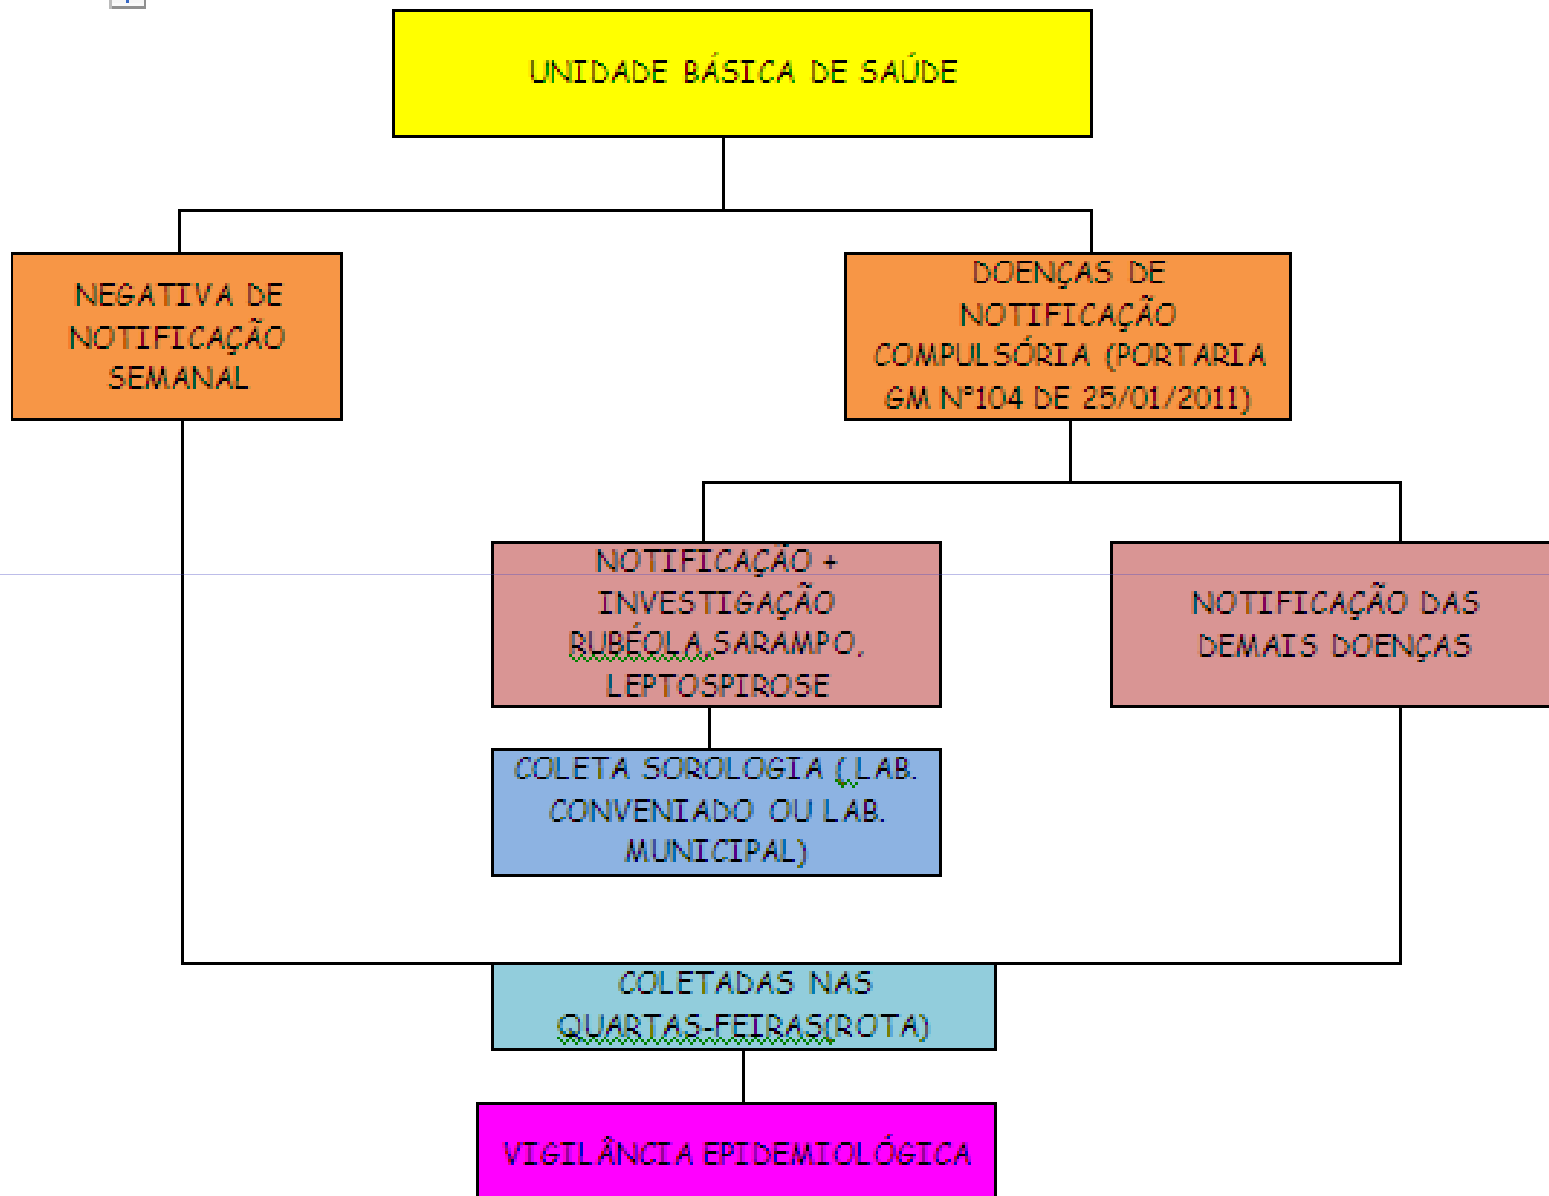 UNIDADE BÁSICA DE SAÚDE
NEGATIVA DE
NOTIFICAÇÃO
SEMANAL
DOENÇAS DE
NOTIFICAÇÃO
COMPULSÓRIA (PORTARIA
GM Nº104 DE 25/01/2011)
NOTIFICAÇÃO +
INVESTIGAÇÃO
RUBÉOLA,SARAMPO,
LEPTOSPIROSE
NOTIFICAÇÃO DAS
DEMAIS DOENÇAS
COLETA SOROLOGIA ( LAB.
CONVENIADO OU LAB.
MUNICIPAL)
COLETADAS NAS
QUARTAS-FEIRAS(ROTA)
VIGILÂNCIA EPIDEMIOLÓGICA